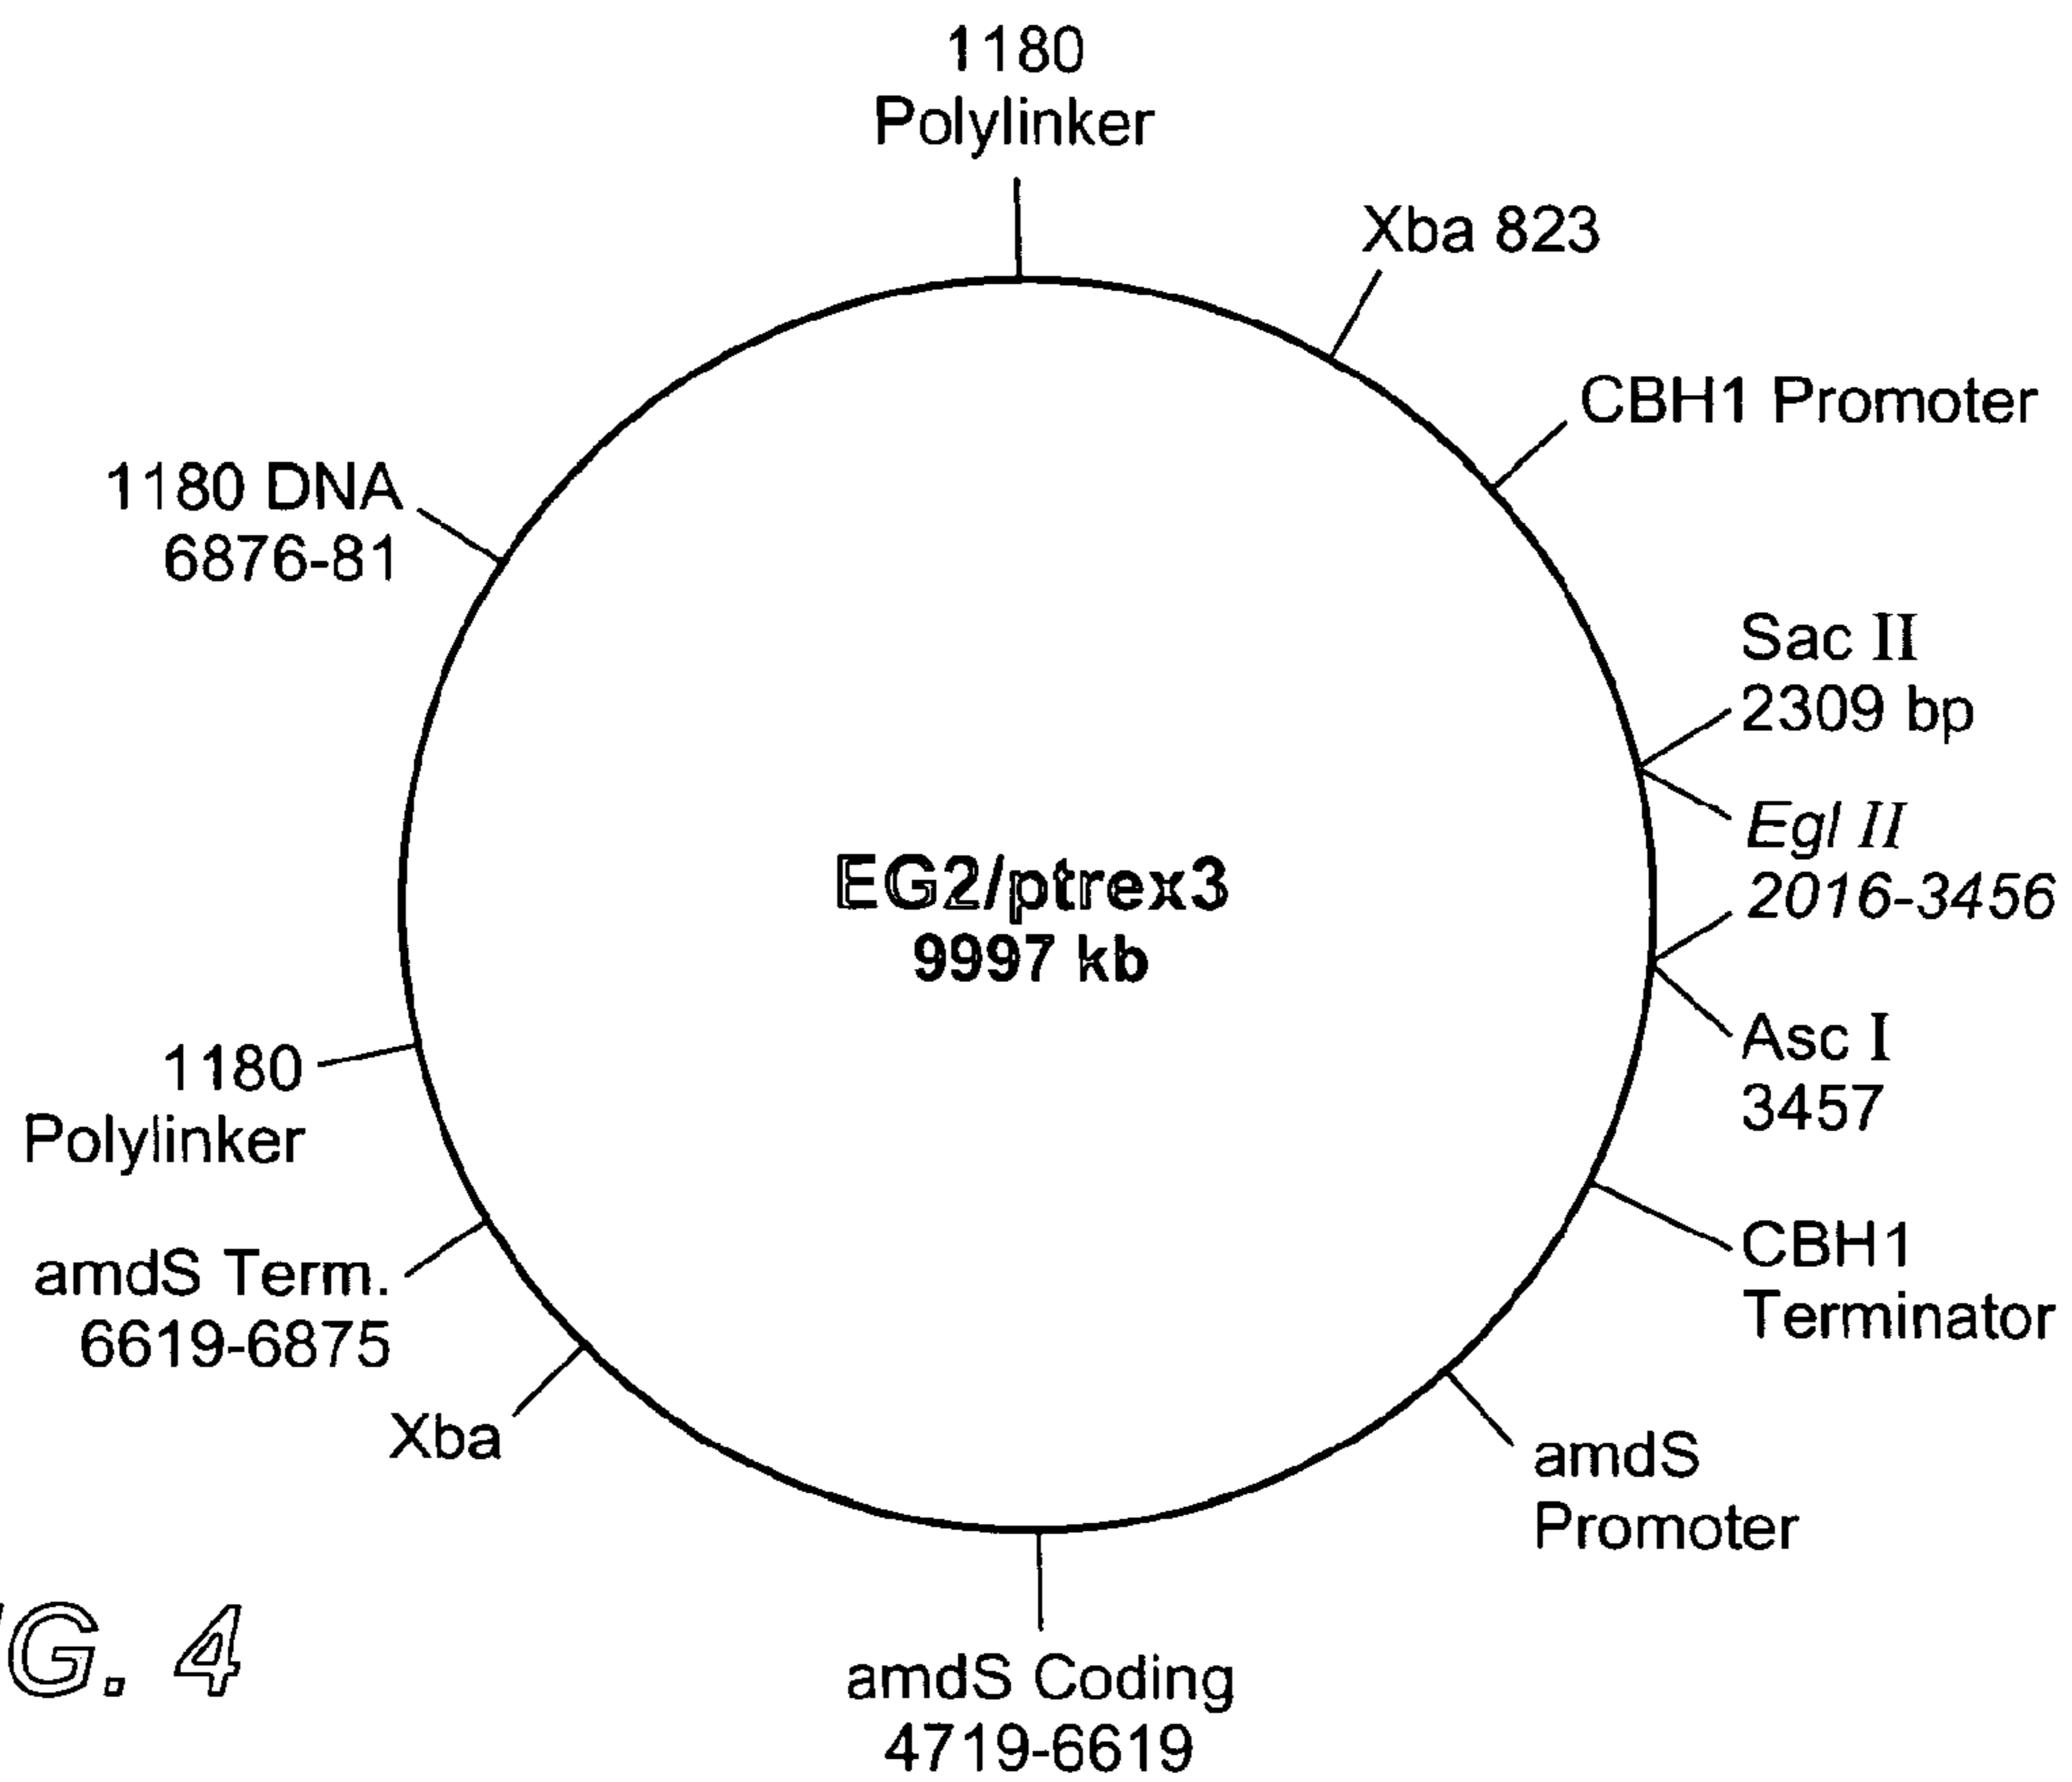 1180
Polylinker
Xba 823
CBH1 Promoter
1180 DNA
6876-81
Sac II
2309 bp
Egl II
2016-3456
EG2/ptrex3
9997 kb
Asc I
3457
1180
Polylinker
CBH1
Terminator
amdS Term.
6619-6875
Xba
amdS
Promoter
amdS Coding
4719-6619
G. 4